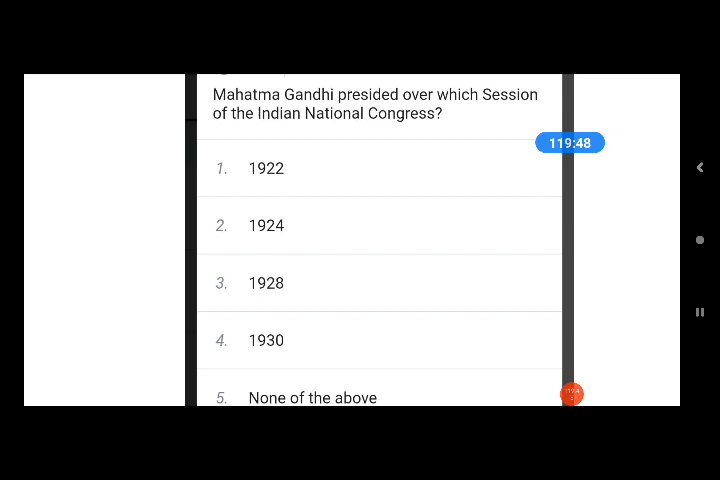 Mahatma Gandhi presided over which Session
of the Indian National Congress?
119:48
1. 1922
2. 1924
3. 1928
4. 1930
5. None of the above